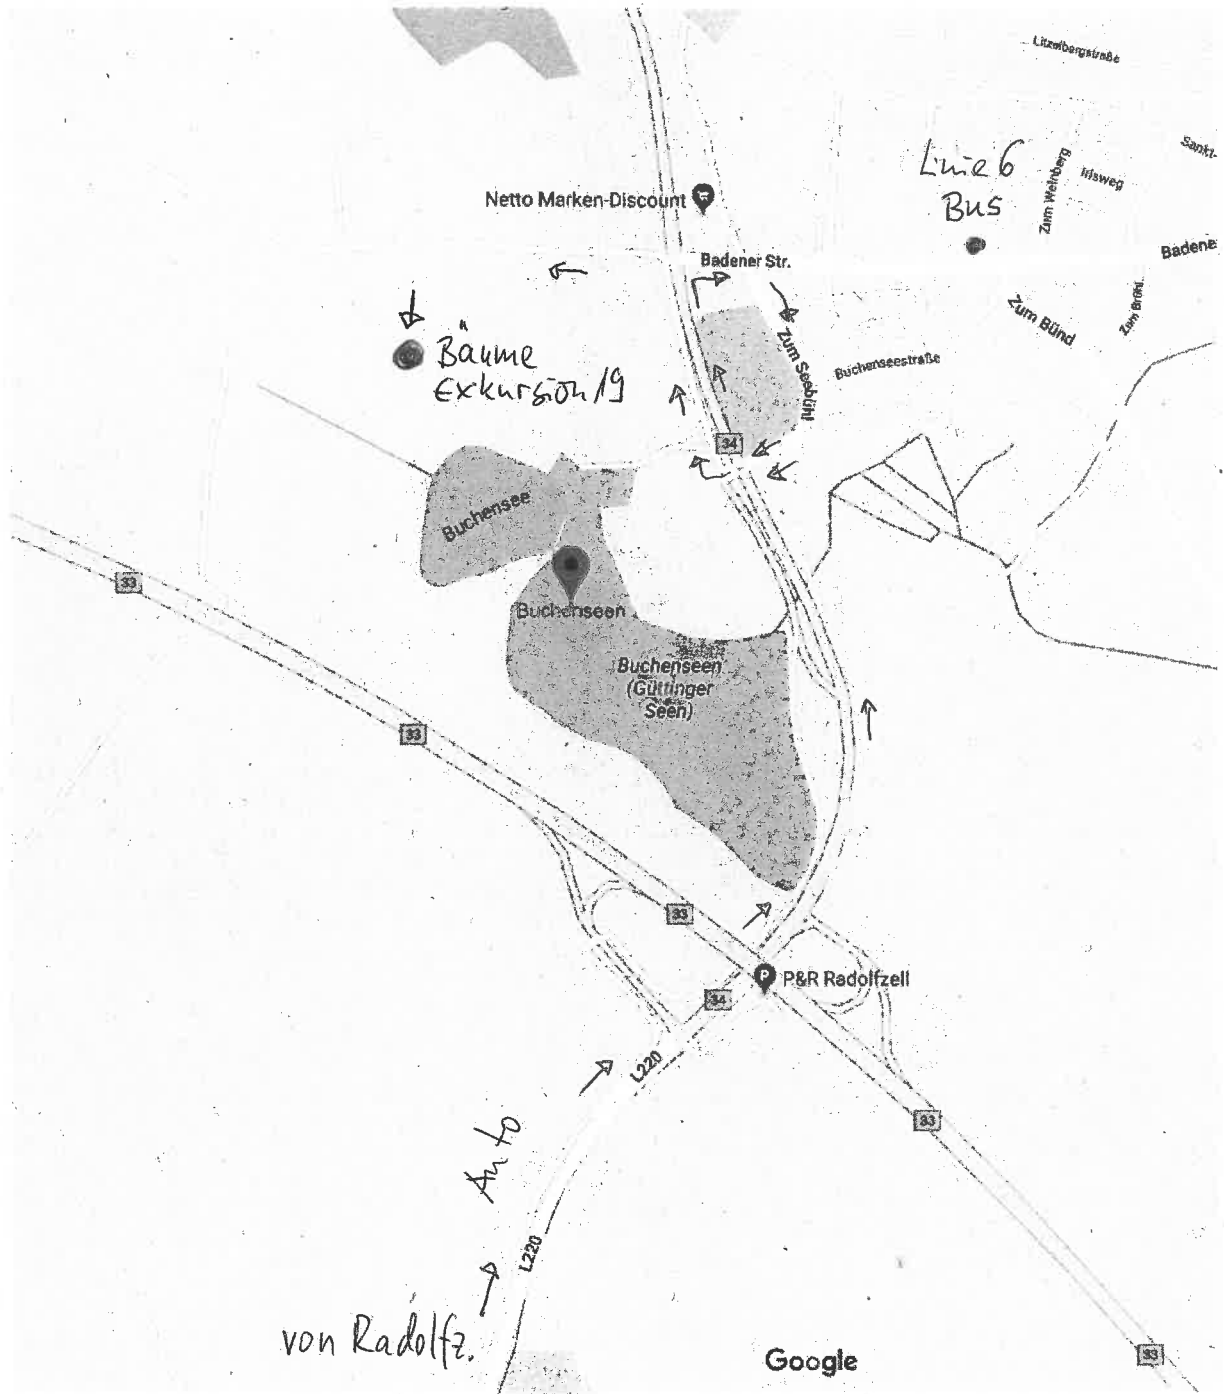 Litzelbergstraße
Sankt-
Linie 6
Bus
Zum Weinberg
Irisweg
Netto Marken-Discount
Badener Str.
Badene
Zum Bünd
Zum Brühl
Bäume
Exkursion 19
Zum Seebühl
Buchenseestraße
34
Buchensee
33
Buchenseen
Buchenseen
(Güttinger
Seen)
33
33
P
P&R Radolfzell
34
L220
Auto
33
L220
von Radolfz.
Google
33